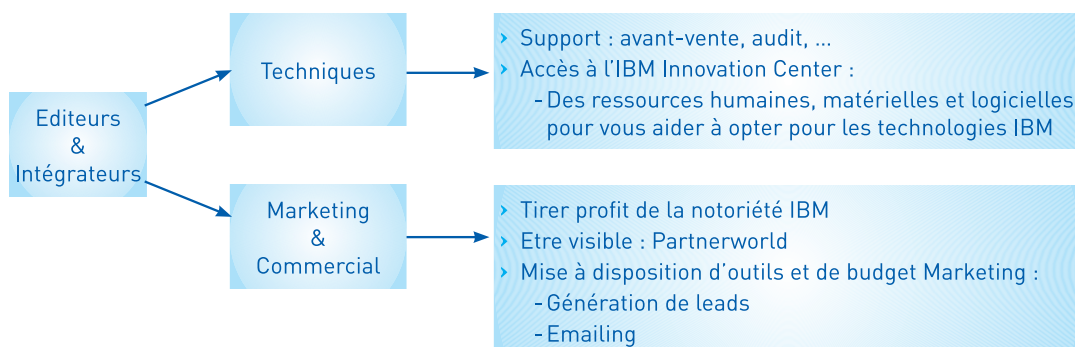 Editeurs
&
Intégrateurs
Techniques
› Support : avant-vente, audit, ...
› Accès à l'IBM Innovation Center :
- Des ressources humaines, matérielles et logicielles
pour vous aider à opter pour les technologies IBM
Marketing
&
Commercial
› Tirer profit de la notoriété IBM
› Etre visible : Partnerworld
› Mise à disposition d'outils et de budget Marketing :
- Génération de leads
- Emailing